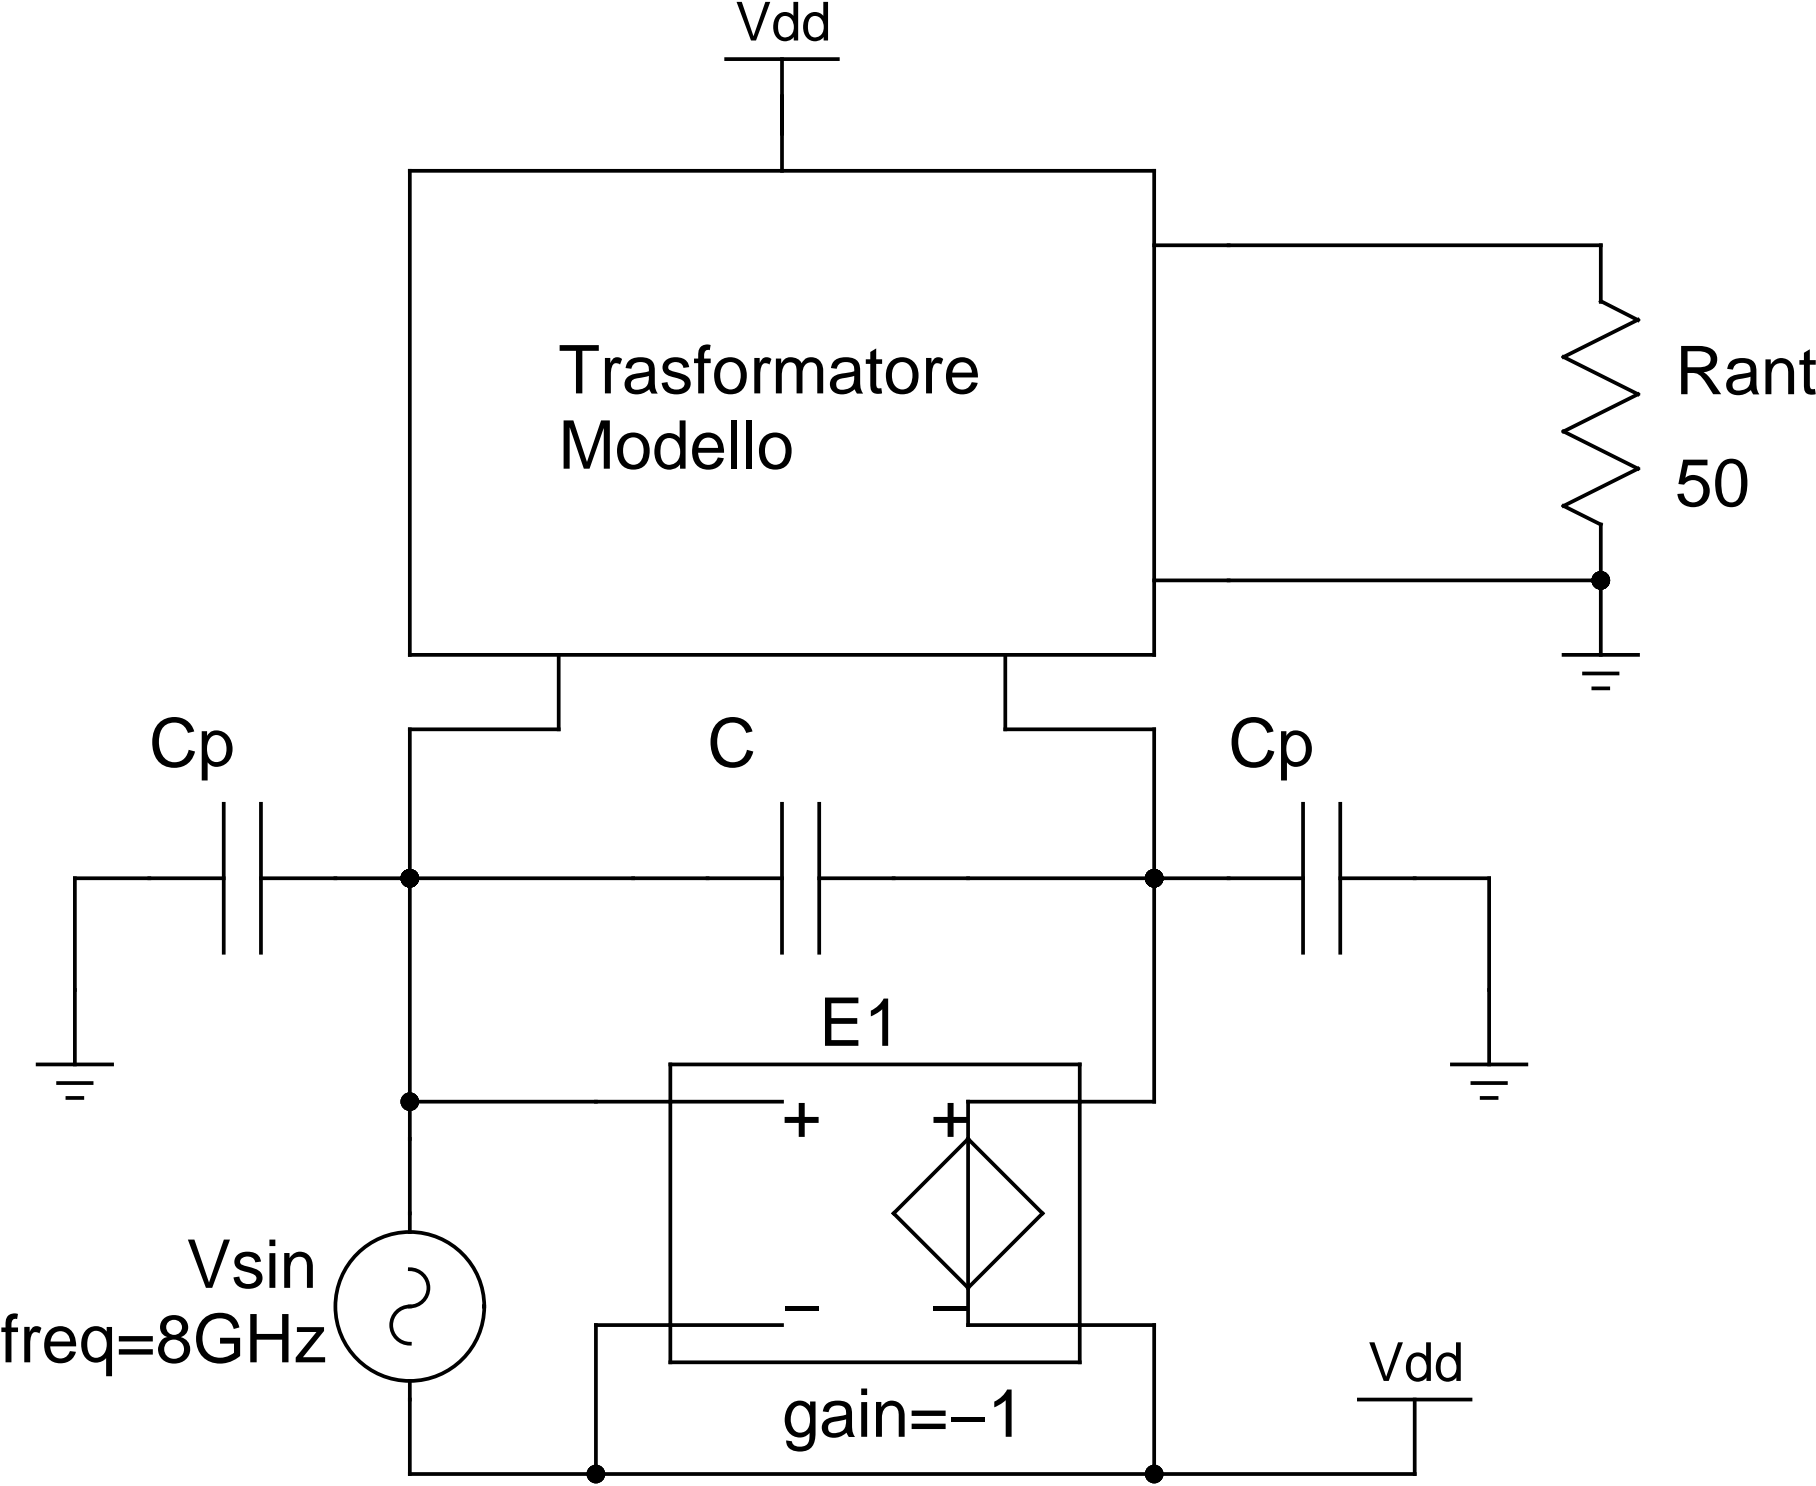 Vdd
Trasformatore
Modello
Rant
50
Cp
C
Cp
E1
+
+
Vsin
freq=8GHz
–
–
Vdd
gain=–1